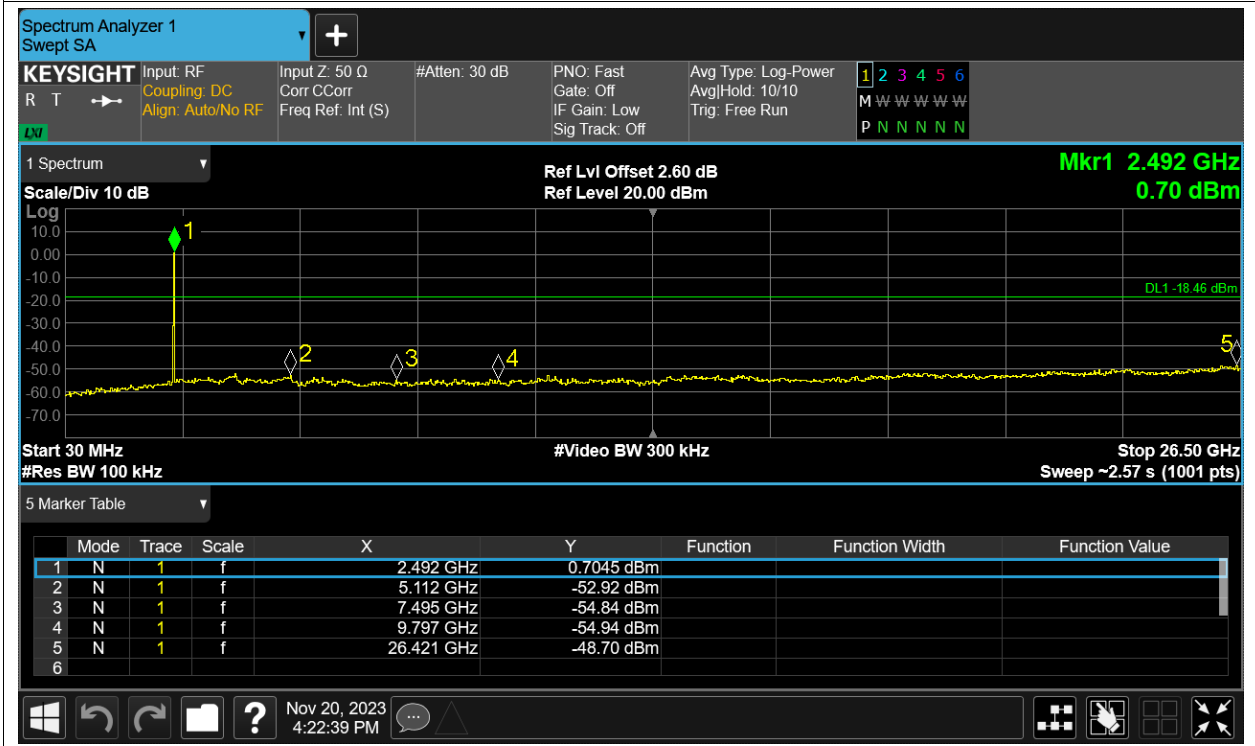 Spectrum Analyzer 1
Swept SA
+
KEYSIGHT Input: RF Input Z: 50 Ω #Atten: 30 dB PNO: Fast Avg Type: Log-Power 1 2 3 4 5 6
R T Coupling: DC Corr CCorr Gate: Off Avg|Hold: 10/10 M W W W W W
Align: Auto/No RF Freq Ref: Int (S) IF Gain: Low Trig: Free Run
LXI Sig Track: Off P N N N N N
1 Spectrum Ref Lvl Offset 2.60 dB Mkr1 2.492 GHz
Scale/Div 10 dB Ref Level 20.00 dBm 0.70 dBm
Log
10.0 1
0.00
-10.0
DL1 -18.46 dBm
-20.0
-30.0
-40.0 2 3 4 5
-50.0
-60.0
-70.0
Start 30 MHz #Video BW 300 kHz Stop 26.50 GHz
#Res BW 100 kHz Sweep ~2.57 s (1001 pts)
5 Marker Table
Mode Trace Scale X Y Function Function Width Function Value
1 N 1 f 2.492 GHz 0.7045 dBm
2 N 1 f 5.112 GHz -52.92 dBm
3 N 1 f 7.495 GHz -54.84 dBm
4 N 1 f 9.797 GHz -54.94 dBm
5 N 1 f 26.421 GHz -48.70 dBm
6
? Nov 20, 2023
4:22:39 PM